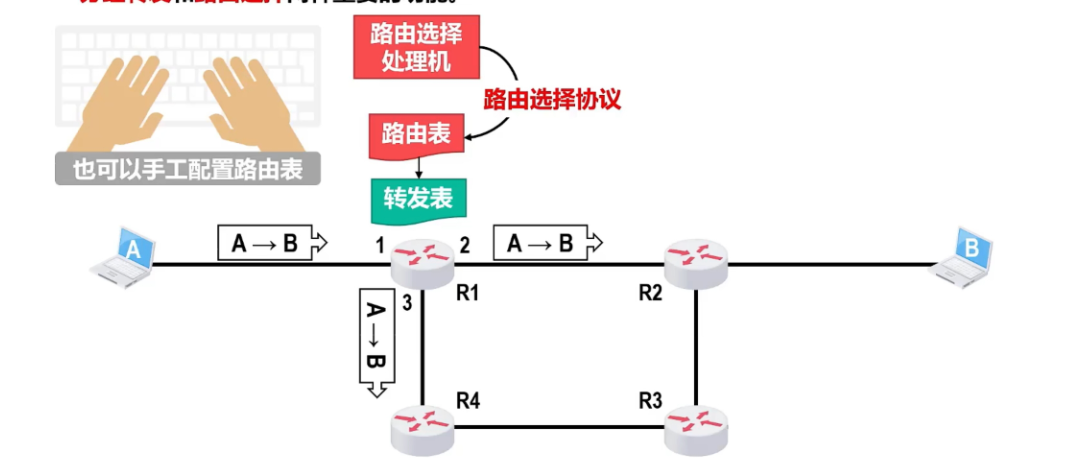 路由选择
处理机
路由选择协议
路由表
也可以手工配置路由表
转发表
A
A → B
1
2
A → B
B
R1
R2
3
A → B
R4
R3